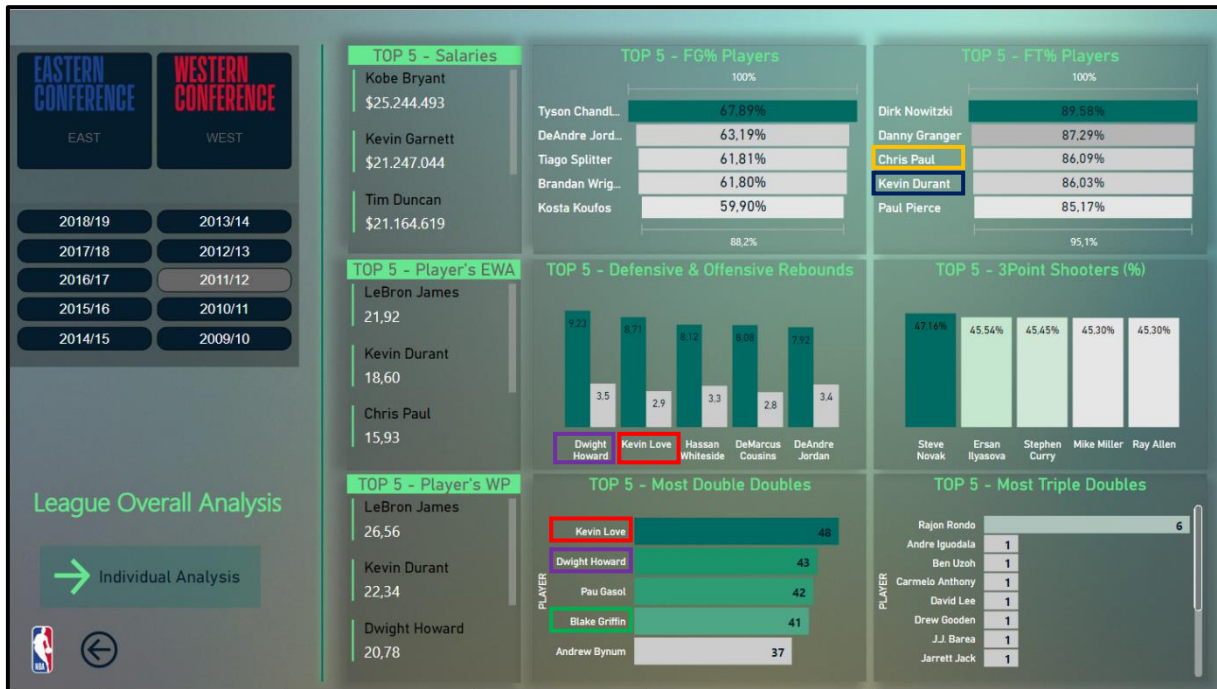 EASTERN
CONFERENCE
EAST
WESTERN
CONFERENCE
WEST
2018/19
2013/14
2017/18
2012/13
2016/17
2011/12
2015/16
2010/11
2014/15
2009/10
League Overall Analysis
Individual Analysis
NBA
TOP 5 - Salaries
Kobe Bryant
$25.244.493
Kevin Garnett
$21.247.044
Tim Duncan
$21.164.619
TOP 5 - FG% Players
100%
Tyson Chandl... 67,89%
DeAndre Jord... 63,19%
Tiago Splitter 61,81%
Brandan Wrig... 61,80%
Kosta Koufos 59,90%
88,2%
TOP 5 - FT% Players
100%
Dirk Nowitzki 89,58%
Danny Granger 87,29%
Chris Paul 86,09%
Kevin Durant 86,03%
Paul Pierce 85,17%
95,1%
TOP 5 - Player's EWA
LeBron James
21,92
Kevin Durant
18,60
Chris Paul
15,93
TOP 5 - Defensive & Offensive Rebounds
9,23 8,71 8,12 8,08 7,92
3.5 2.9 3.3 2.8 3.4
Dwight Kevin Love Hassan DeMarcus DeAndre
Howard Whiteside Cousins Jordan
TOP 5 - 3Point Shooters (%)
47,16% 45,54% 45,45% 45,30% 45,30%
Steve Ersan Stephen Mike Miller Ray Allen
Novak Ilyasova Curry
TOP 5 - Player's WP
LeBron James
26,56
Kevin Durant
22,34
Dwight Howard
20,78
TOP 5 - Most Double Doubles
PLAYER
Kevin Love 48
Dwight Howard 43
Pau Gasol 42
Blake Griffin 41
Andrew Bynum 37
TOP 5 - Most Triple Doubles
PLAYER
Rajon Rondo 6
Andre Iguodala 1
Ben Uzoh 1
Carmelo Anthony 1
David Lee 1
Drew Gooden 1
J.J. Barea 1
Jarrett Jack 1